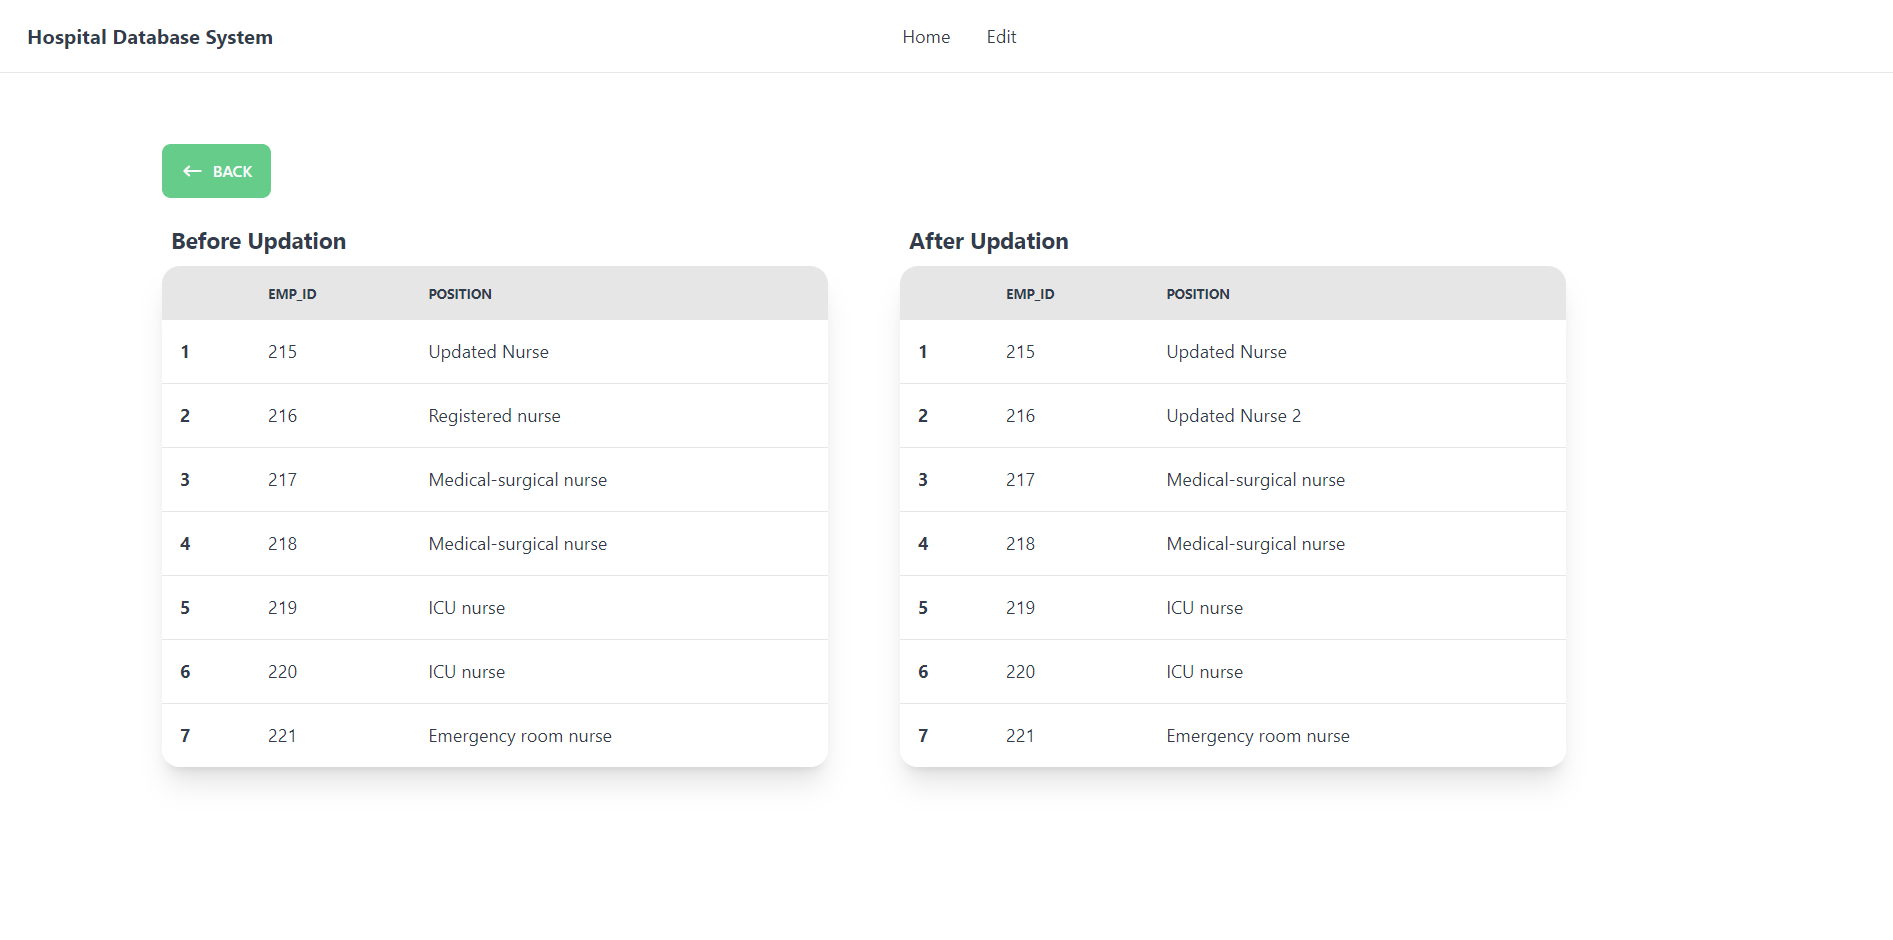 Hospital Database System
Home Edit
BACK
Before Updation
EMP_ID POSITION
1 215 Updated Nurse
2 216 Registered nurse
3 217 Medical-surgical nurse
4 218 Medical-surgical nurse
5 219 ICU nurse
6 220 ICU nurse
7 221 Emergency room nurse
After Updation
EMP_ID POSITION
1 215 Updated Nurse
2 216 Updated Nurse 2
3 217 Medical-surgical nurse
4 218 Medical-surgical nurse
5 219 ICU nurse
6 220 ICU nurse
7 221 Emergency room nurse